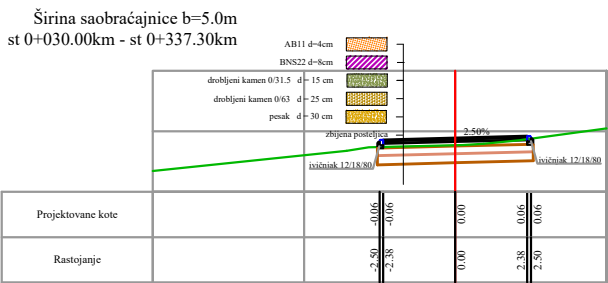 Širina saobraćajnice b=5.0m
st 0+030.00km - st 0+337.30km
AB11 d=4cm
BNS22 d=8cm
drobljeni kamen 0/31.5 d = 15 cm
drobljeni kamen 0/63 d = 25 cm
pesak d = 30 cm
zbijena posteljica
2.50%
ivičnjak 12/18/80
ivičnjak 12/18/80
Projektovane kote
-0.06
-0.06
0.00
0.06
0.06
Rastojanje
-2.50
-2.38
0.00
2.38
2.50